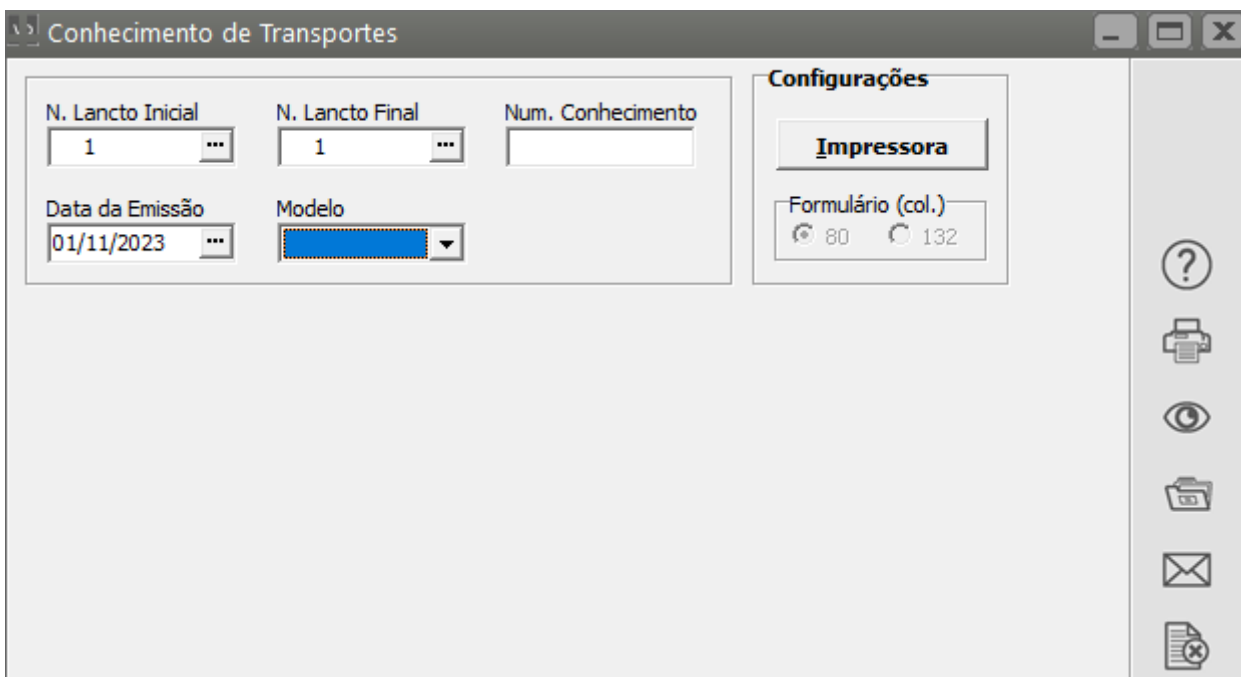 Conhecimento de Transportes
N. Lancto Inicial N. Lancto Final Num. Conhecimento
1 ... 1 ...
Data da Emissão Modelo
01/11/2023 ...
Configurações
Impressora
Formulário (col.)
80 132
?